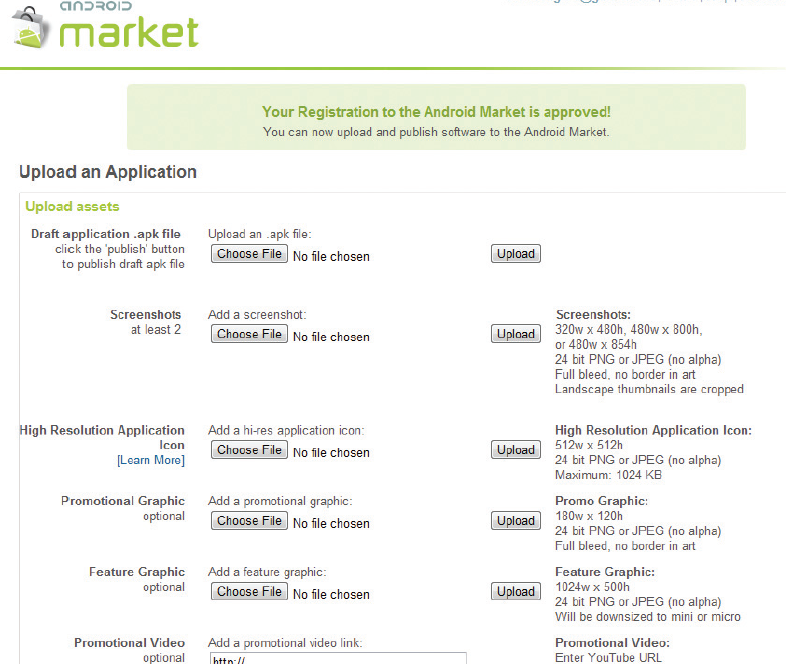 android
market
Your Registration to the Android Market is approved!
You can now upload and publish software to the Android Market.
Upload an Application
Upload assets
Draft application .apk file
click the 'publish' button
to publish draft apk file
Upload an .apk file:
Choose File No file chosen
Upload
Screenshots
at least 2
Add a screenshot:
Choose File No file chosen
Upload
Screenshots:
320w x 480h, 480w x 800h,
or 480w x 854h
24 bit PNG or JPEG (no alpha)
Full bleed, no border in art
Landscape thumbnails are cropped
High Resolution Application
Icon
[Learn More]
Add a hi-res application icon:
Choose File No file chosen
Upload
High Resolution Application Icon:
512w x 512h
24 bit PNG or JPEG (no alpha)
Maximum: 1024 KB
Promotional Graphic
optional
Add a promotional graphic:
Choose File No file chosen
Upload
Promo Graphic:
180w x 120h
24 bit PNG or JPEG (no alpha)
Full bleed, no border in art
Feature Graphic
optional
Add a feature graphic:
Choose File No file chosen
Upload
Feature Graphic:
1024w x 500h
24 bit PNG or JPEG (no alpha)
Will be downsized to mini or micro
Promotional Video
optional
Add a promotional video link:
http://
Promotional Video:
Enter YouTube URL